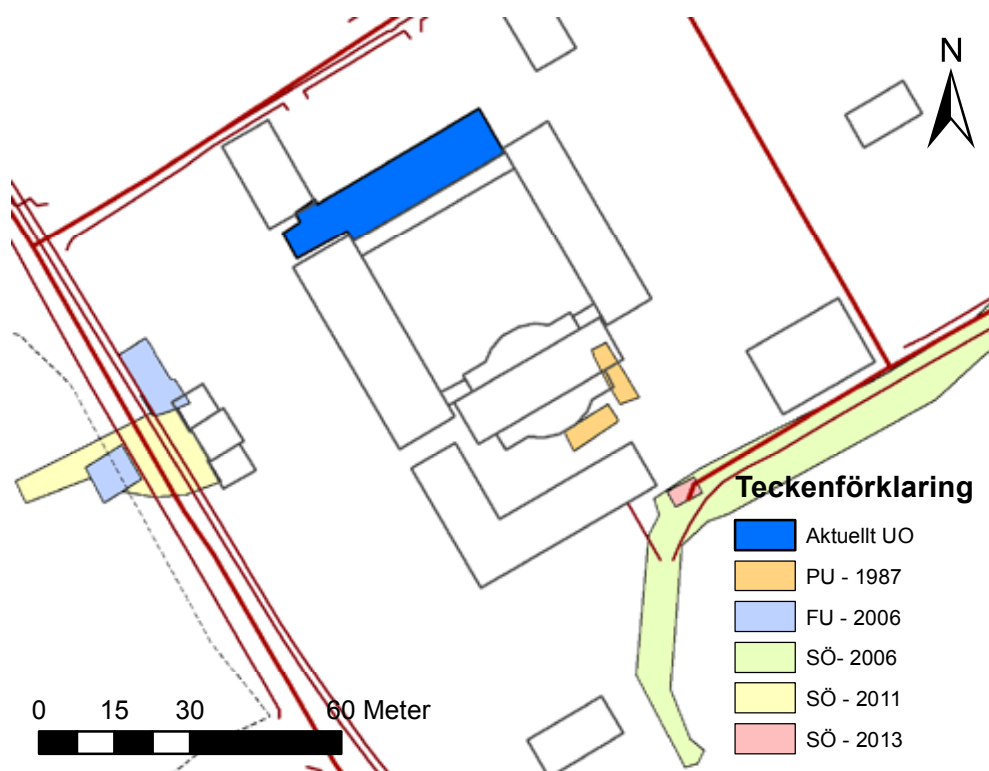 N
Teckenförklaring
Aktuellt UO
PU - 1987
FU - 2006
SÖ- 2006
SÖ - 2011
SÖ - 2013
0 15 30 60 Meter